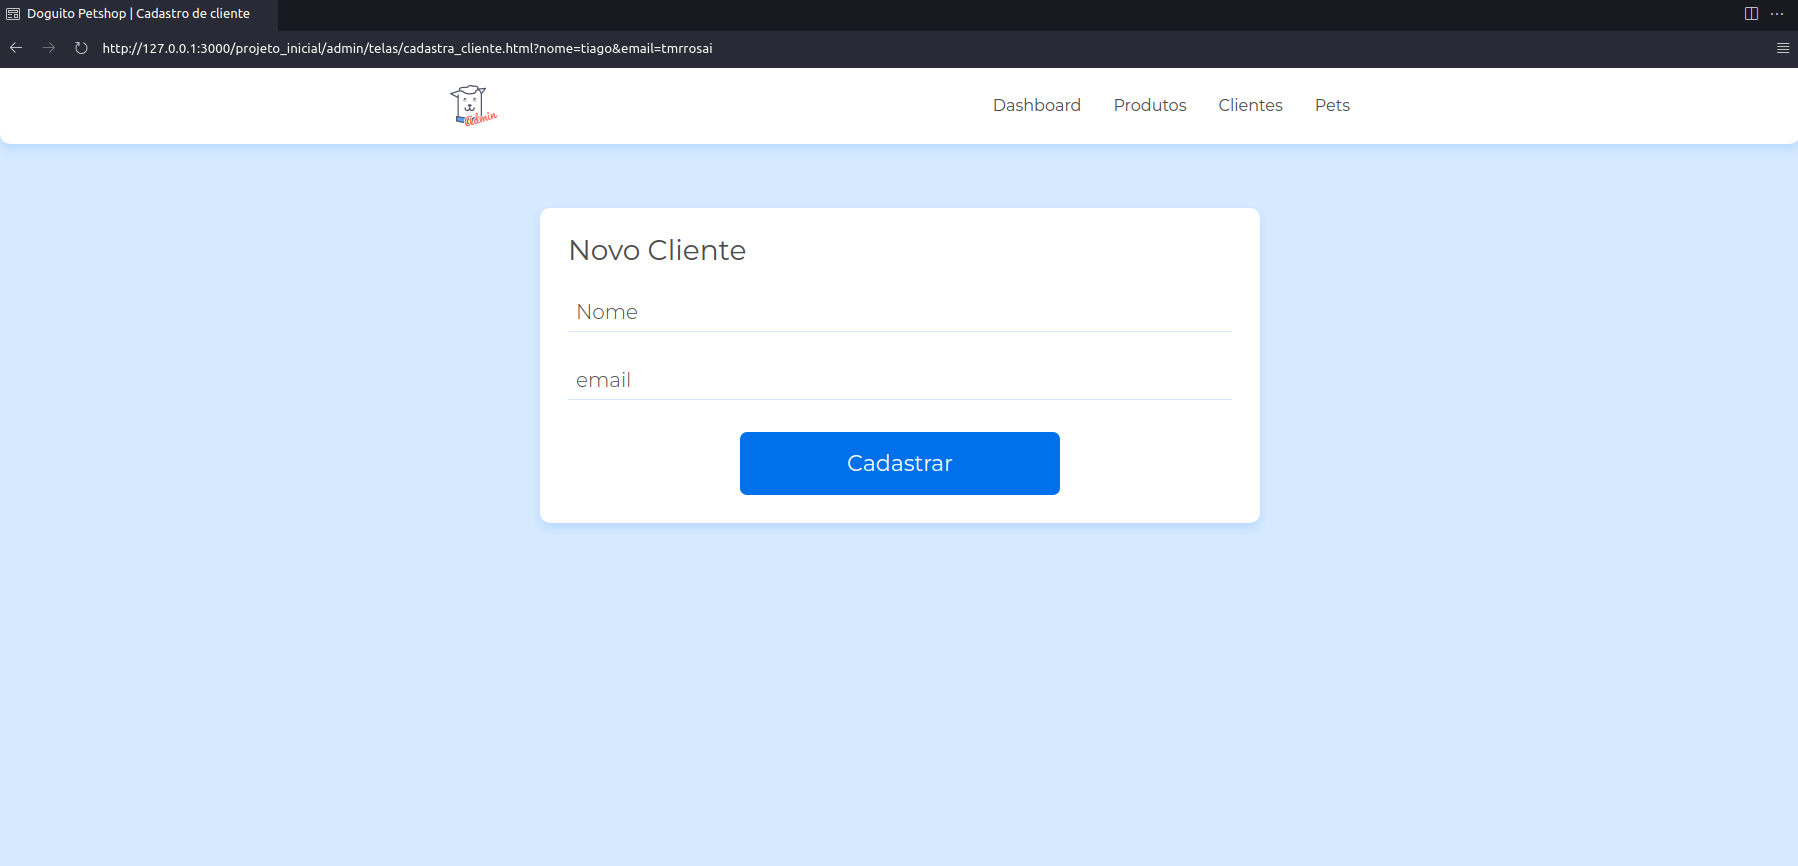 Doguito Petshop | Cadastro de cliente
http://127.0.0.1:3000/projeto_inicial/admin/telas/cadastra_cliente.html?nome=tiago&email=tmrrosai
@admin
Dashboard Produtos Clientes Pets
Novo Cliente
Nome
email
Cadastrar